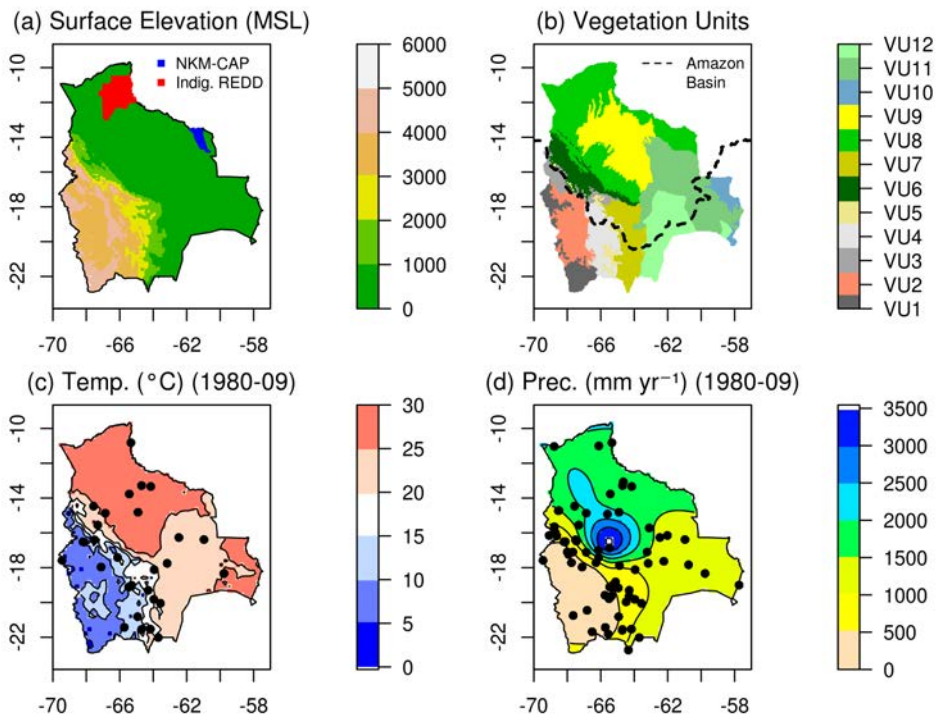 (a) Surface Elevation (MSL)
NKM-CAP
Indig. REDD
-10
-14
-18
-22
-70
-66
-62
-58
6000
5000
4000
3000
2000
1000
0
(b) Vegetation Units
Amazon
Basin
-10
-14
-18
-22
-70
-66
-62
-58
VU12
VU11
VU10
VU9
VU8
VU7
VU6
VU5
VU4
VU3
VU2
VU1
(c) Temp. (°C) (1980-09)
-10
-14
-18
-22
-70
-66
-62
-58
30
25
20
15
10
5
0
(d) Prec. (mm yr⁻¹) (1980-09)
-10
-14
-18
-22
-70
-66
-62
-58
3500
3000
2500
2000
1500
1000
500
0